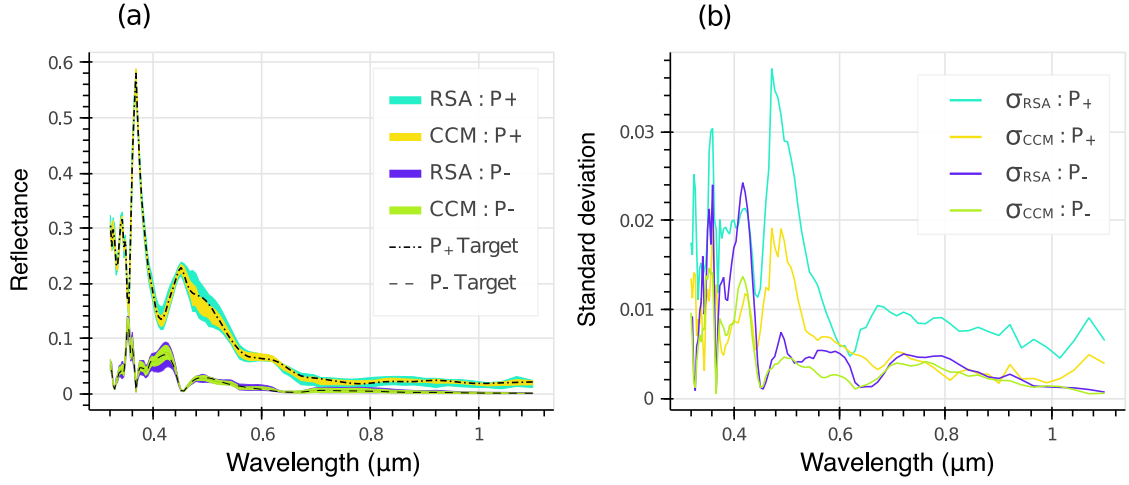 (a)
Reflectance
0.6
0.5
0.4
0.3
0.2
0.1
0
0.4
0.6
0.8
1
Wavelength (μm)
RSA : P+
CCM : P+
RSA : P-
CCM : P-
P+ Target
P- Target
(b)
Standard deviation
0.03
0.02
0.01
0
0.4
0.6
0.8
1
Wavelength (μm)
σRSA : P+
σCCM : P+
σRSA : P-
σCCM : P-